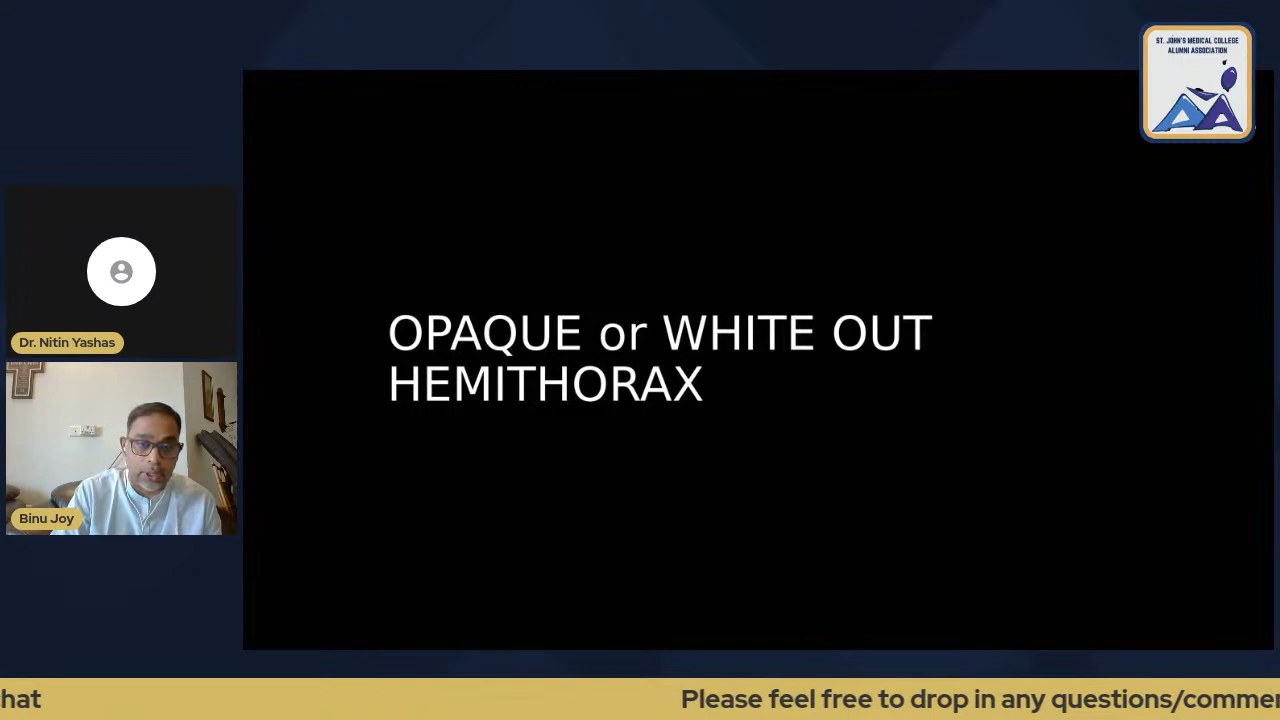 ST. JOHN'S MEDICAL COLLEGE
ALUMNI ASSOCIATION
OPAQUE or WHITE OUT
HEMITHORAX
Dr. Nitin Yashas
Binu Joy
hat
Please feel free to drop in any questions/commen